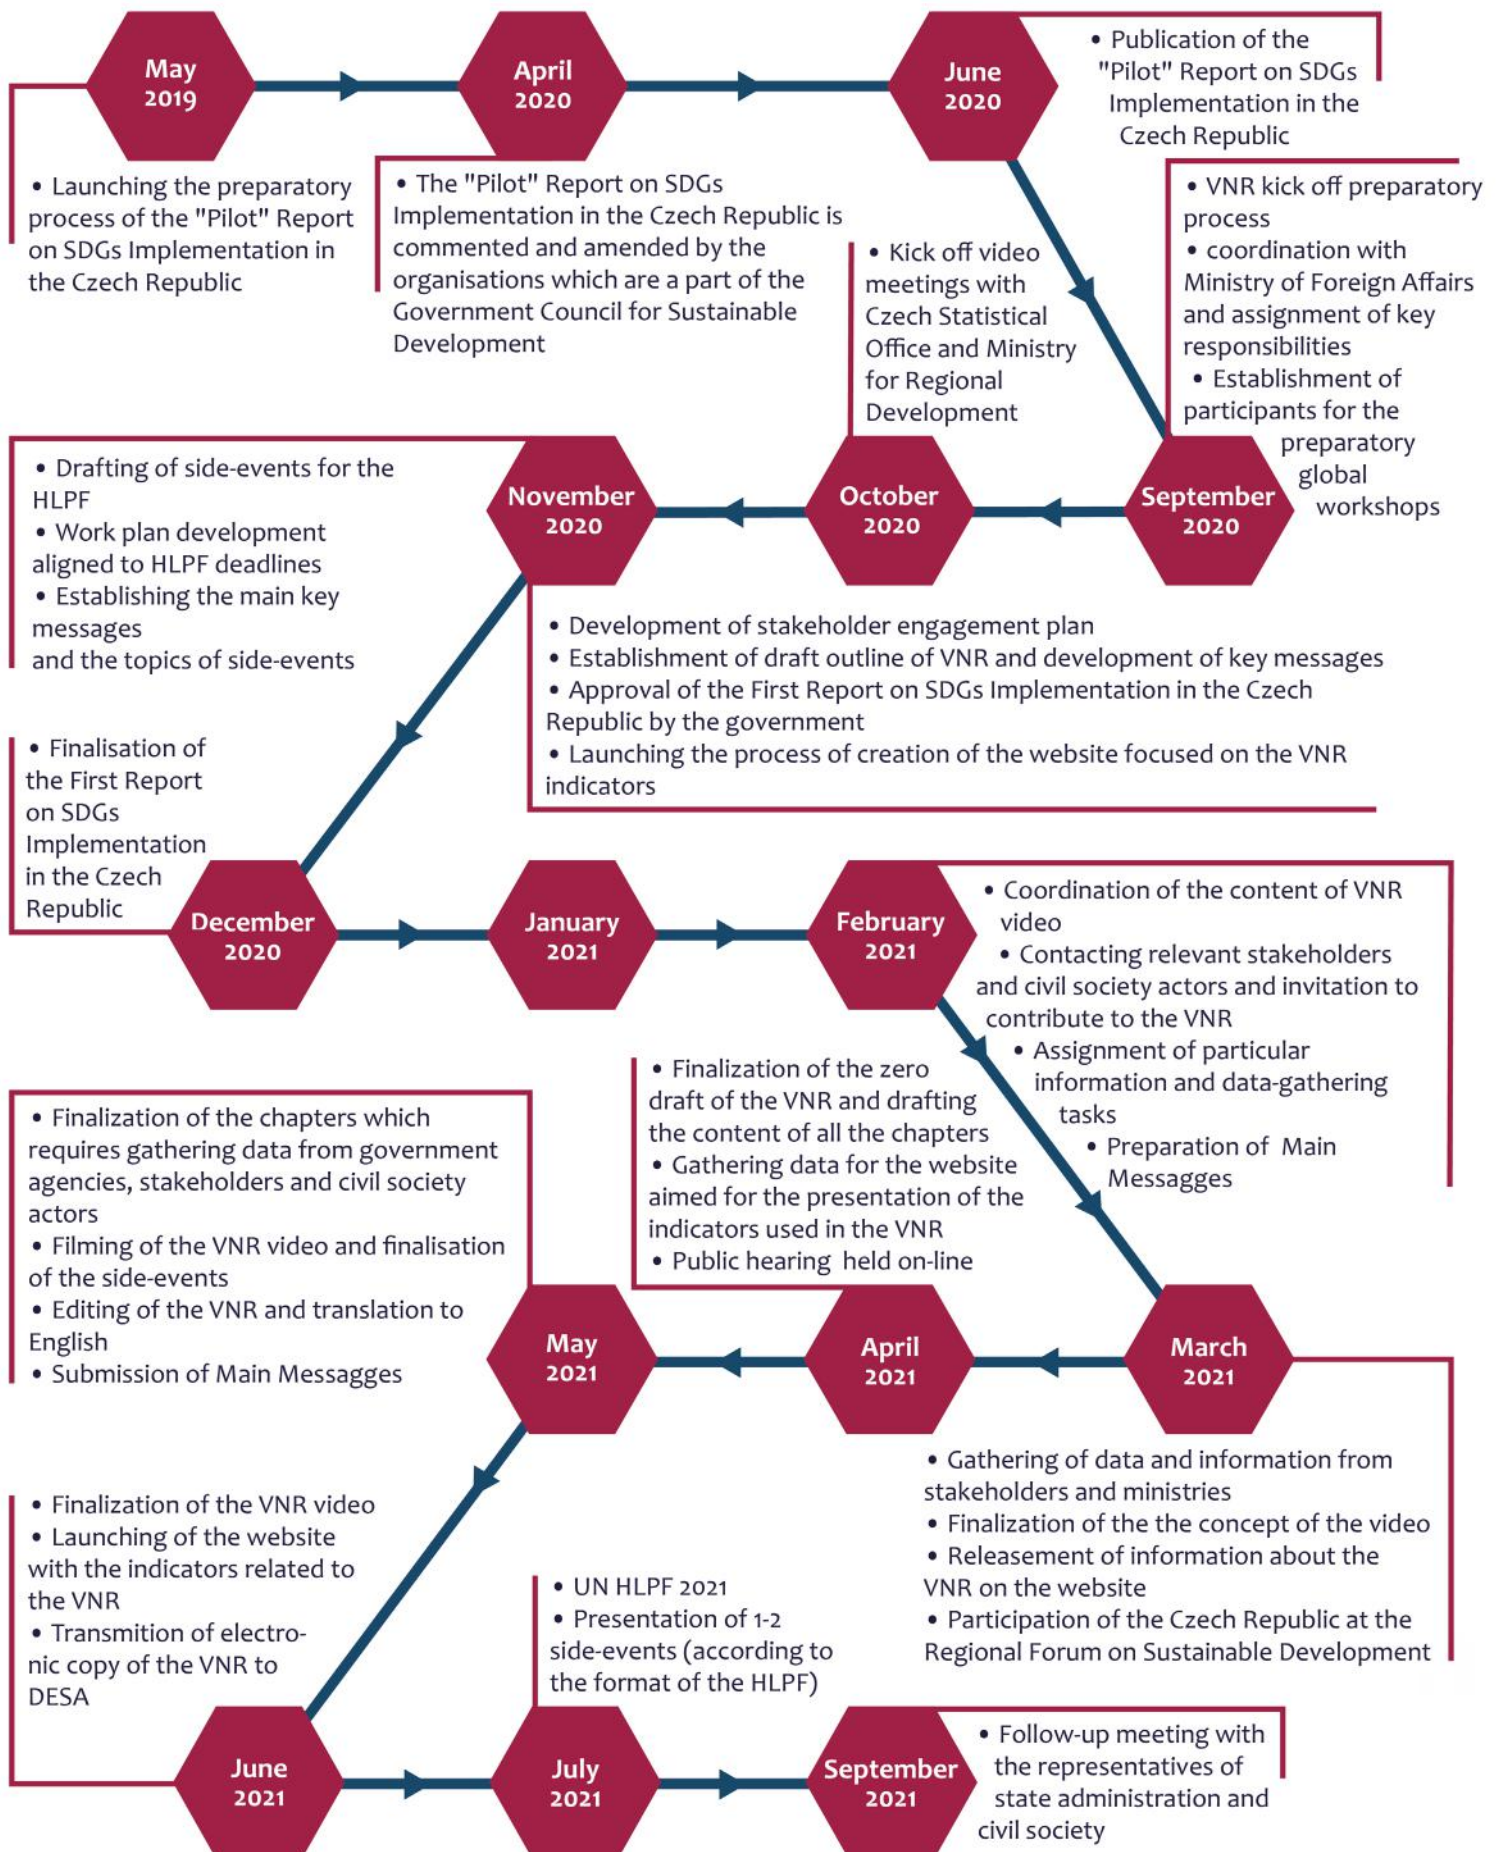 May
2019
• Launching the preparatory
process of the "Pilot" Report
on SDGs Implementation in
the Czech Republic
April
2020
• The "Pilot" Report on SDGs
Implementation in the Czech Republic is
commented and amended by the
organisations which are a part of the
Government Council for Sustainable
Development
June
2020
• Publication of the
"Pilot" Report on SDGs
Implementation in the
Czech Republic
September
2020
• VNR kick off preparatory
process
• coordination with
Ministry of Foreign Affairs
and assignment of key
responsibilities
• Establishment of
participants for the
preparatory
global
workshops
October
2020
• Kick off video
meetings with
Czech Statistical
Office and Ministry
for Regional
Development
November
2020
• Drafting of side-events for the
HLPF
• Work plan development
aligned to HLPF deadlines
• Establishing the main key
messages
and the topics of side-events
• Development of stakeholder engagement plan
• Establishment of draft outline of VNR and development of key messages
• Approval of the First Report on SDGs Implementation in the Czech
Republic by the government
• Launching the process of creation of the website focused on the VNR
indicators
December
2020
• Finalisation of
the First Report
on SDGs
Implementation
in the Czech
Republic
January
2021
February
2021
• Coordination of the content of VNR
video
• Contacting relevant stakeholders
and civil society actors and invitation to
contribute to the VNR
• Assignment of particular
information and data-gathering
tasks
• Preparation of Main
Messagges
March
2021
• Gathering of data and information from
stakeholders and ministries
• Finalization of the the concept of the video
• Releasement of information about the
VNR on the website
• Participation of the Czech Republic at the
Regional Forum on Sustainable Development
April
2021
• Finalization of the zero
draft of the VNR and drafting
the content of all the chapters
• Gathering data for the website
aimed for the presentation of the
indicators used in the VNR
• Public hearing held on-line
May
2021
• Finalization of the chapters which
requires gathering data from government
agencies, stakeholders and civil society
actors
• Filming of the VNR video and finalisation
of the side-events
• Editing of the VNR and translation to
English
• Submission of Main Messagges
June
2021
• Finalization of the VNR video
• Launching of the website
with the indicators related to
the VNR
• Transmition of electro-
nic copy of the VNR to
DESA
July
2021
• UN HLPF 2021
• Presentation of 1-2
side-events (according to
the format of the HLPF)
September
2021
• Follow-up meeting with
the representatives of
state administration and
civil society